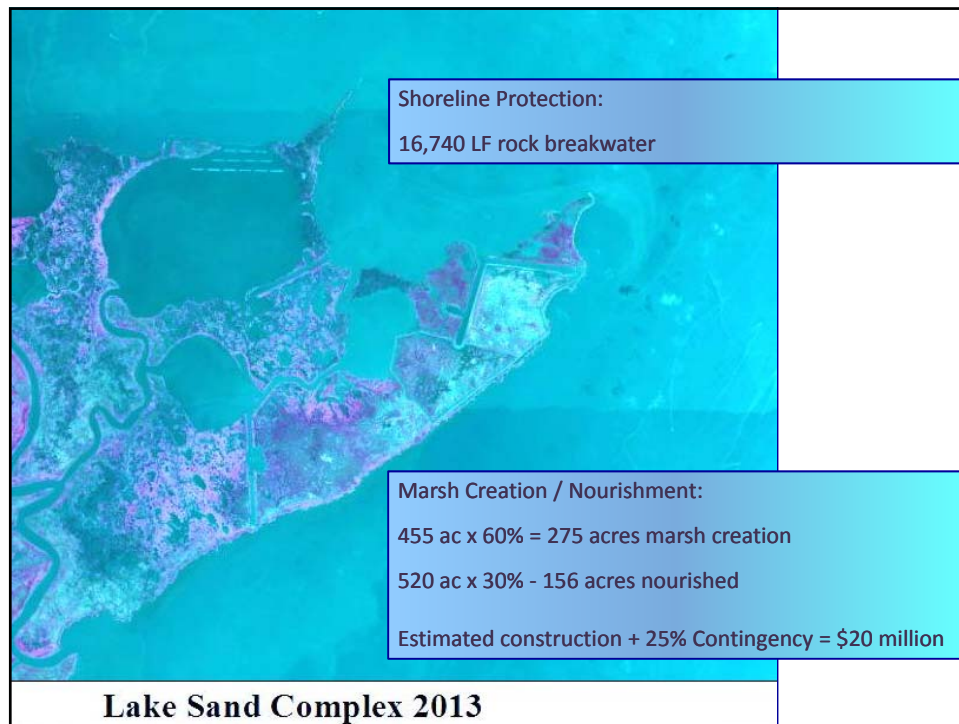 Shoreline Protection:
16,740 LF rock breakwater
Marsh Creation / Nourishment:
455 ac x 60% = 275 acres marsh creation
520 ac x 30% - 156 acres nourished
Estimated construction + 25% Contingency = $20 million
Lake Sand Complex 2013